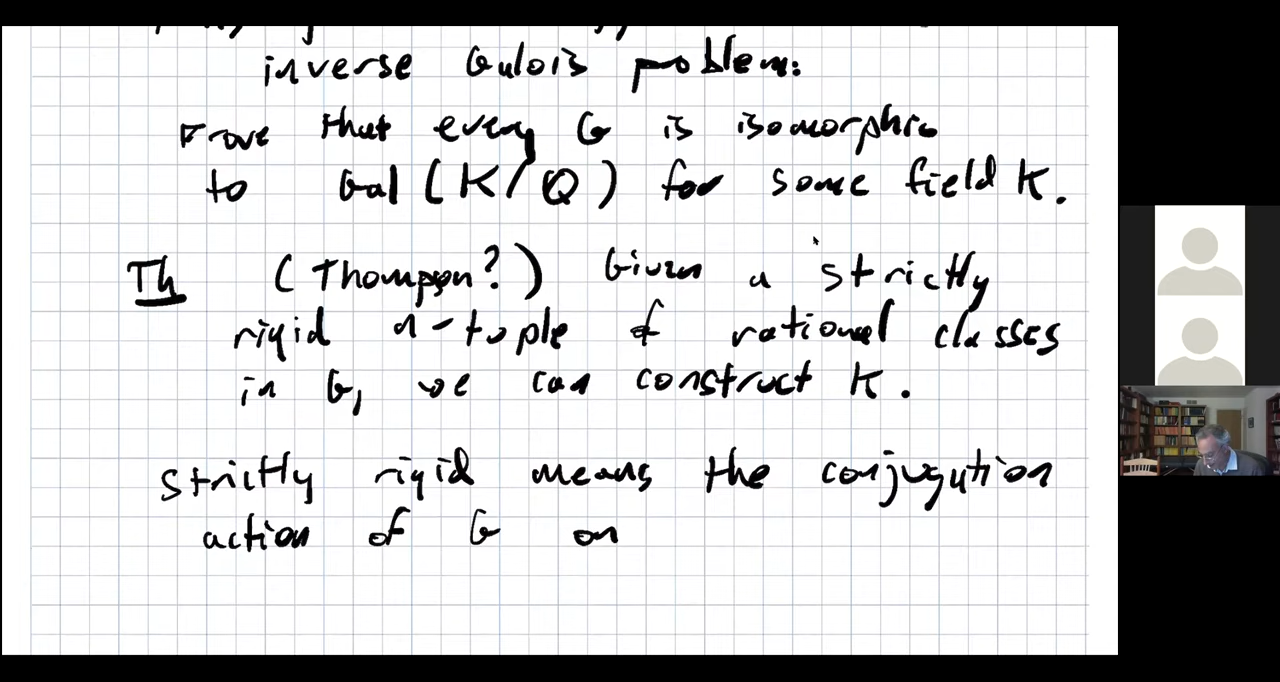 inverse Galois problem:
Prove that every G is isomorphic
to Gal (K/Q) for some field K.
Th (Thompson?) Given a strictly
rigid n-tuple of rational classes
in G, we can construct K.
strictly rigid means the conjugation
action of G on